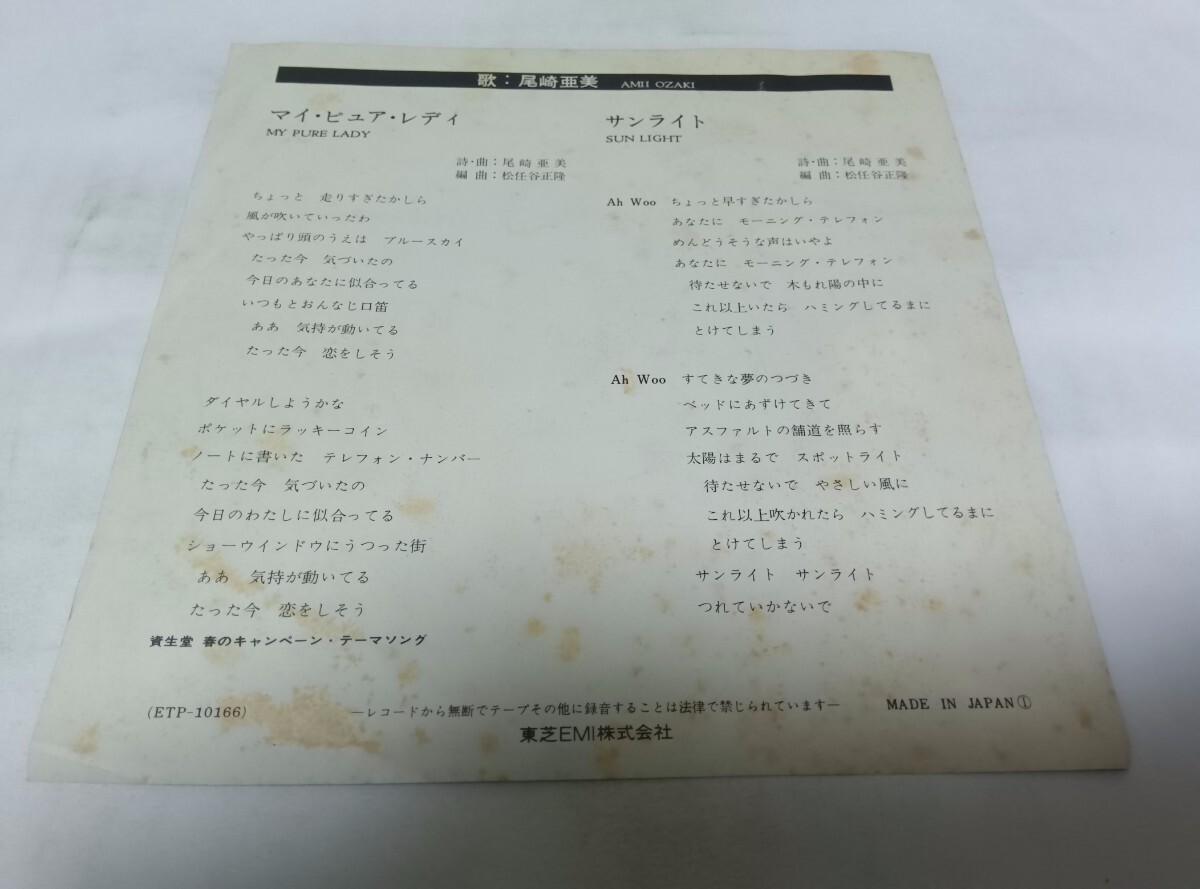 歌：尾崎亜美 AMII OZAKI
マイ・ピュア・レディ
MY PURE LADY
詩・曲：尾崎亜美
編曲：松任谷正隆
ちょっと 走りすぎたかしら
風が吹いていったわ
やっぱり頭のうえは ブルースカイ
たった今 気づいたの
今日のあなたに似合ってる
いつもとおんなじ口笛
ああ 気持が動いてる
たった今 恋をしそう
ダイヤルしようかな
ポケットにラッキーコイン
ノートに書いた テレフォン・ナンバー
たった今 気づいたの
今日のわたしに似合ってる
ショーウインドウにうつった街
ああ 気持が動いてる
たった今 恋をしそう
資生堂 春のキャンペーン・テーマソング
サンライト
SUN LIGHT
詩・曲：尾崎亜美
編曲：松任谷正隆
Ah Woo ちょっと早すぎたかしら
あなたに モーニング・テレフォン
めんどうそうな声はいやよ
あなたに モーニング・テレフォン
待たせないで 木もれ陽の中に
これ以上いたら ハミングしてるまに
とけてしまう
Ah Woo すてきな夢のつづき
ベッドにあずけてきて
アスファルトの舗道を照らす
太陽はまるで スポットライト
待たせないで やさしい風に
これ以上吹かれたら ハミングしてるまに
とけてしまう
サンライト サンライト
つれていかないで
(ETP-10166)
―レコードから無断でテープその他に録音することは法律で禁じられています―
MADE IN JAPAN①
東芝EMI株式会社